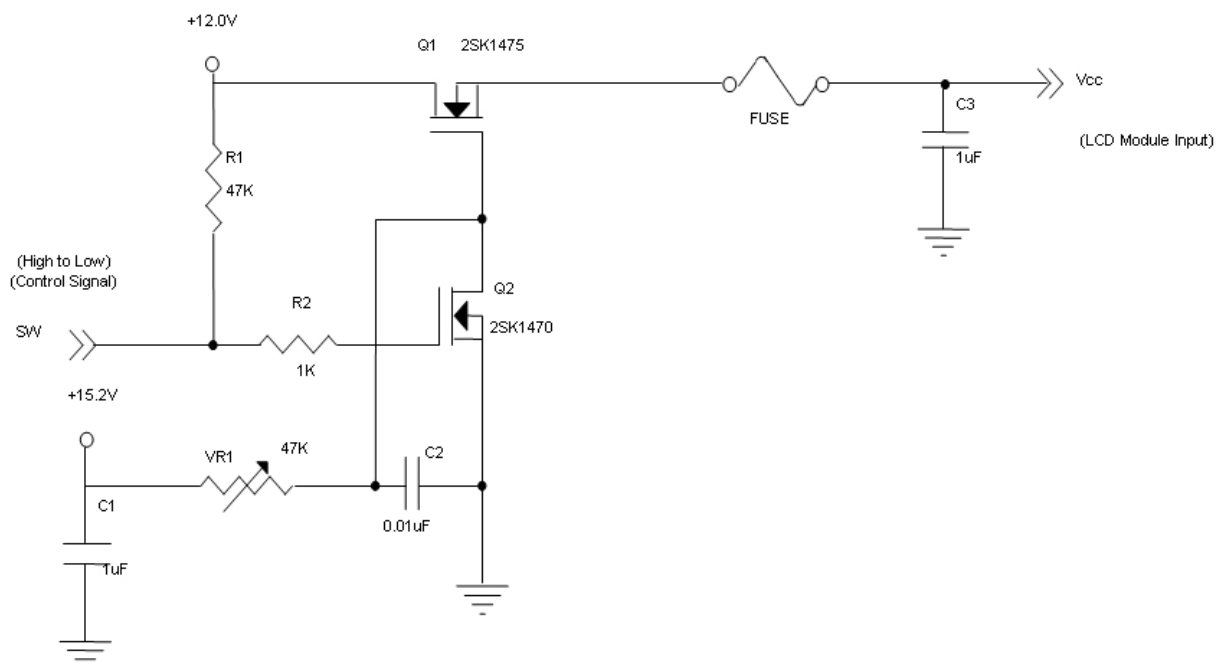 +12.0V
Q1 2SK1475
Vcc
C3
FUSE
(LCD Module Input)
1uF
R1
47K
(High to Low)
(Control Signal)
Q2
R2
2SK1470
SW
1K
+15.2V
47K
VR1
C2
C1
0.01uF
1uF